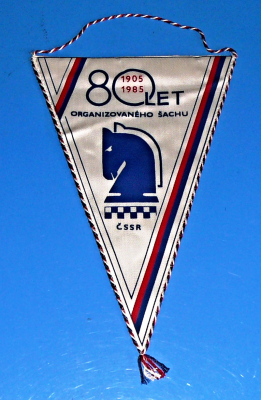 80 LET
1905
1985
ORGANIZOVANÉHO ŠACHU
ČSSR